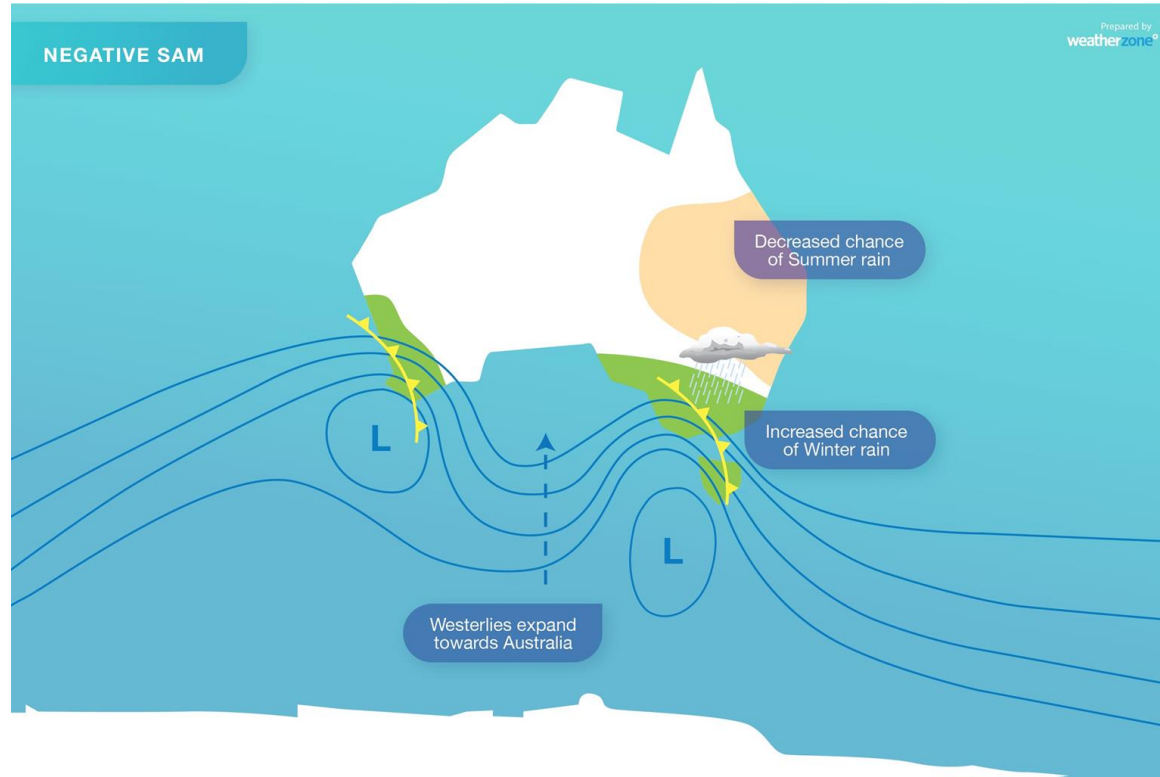 NEGATIVE SAM
Prepared by
weatherzone°
Decreased chance
of Summer rain
Increased chance
of Winter rain
L
L
Westerlies expand
towards Australia